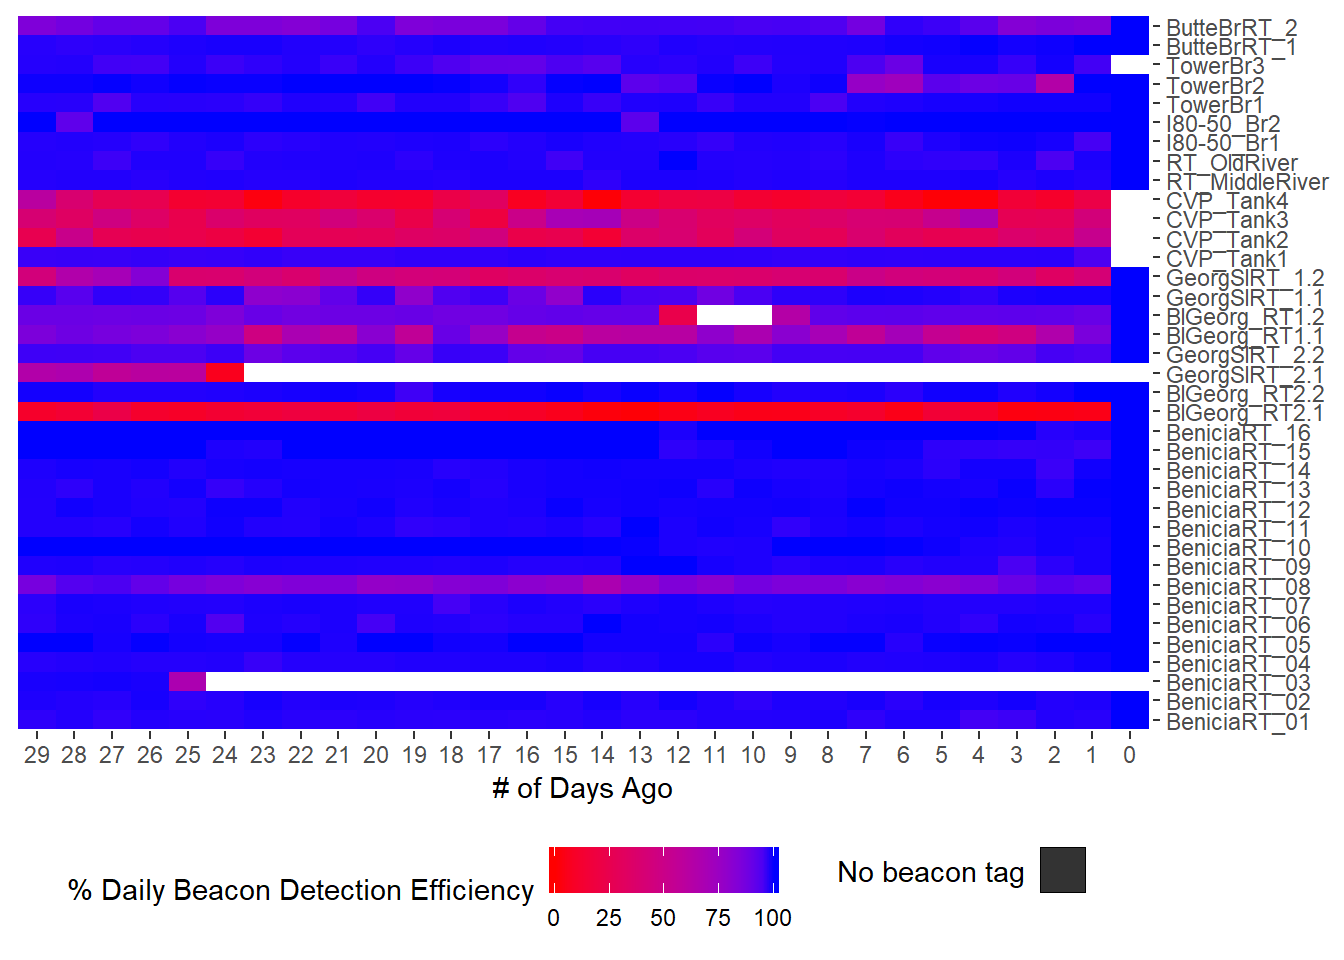 ButteBrRT_2
ButteBrRT_1
TowerBr3
TowerBr2
TowerBr1
I80-50_Br2
I80-50_Br1
RT_OldRiver
RT_MiddleRiver
CVP_Tank4
CVP_Tank3
CVP_Tank2
CVP_Tank1
GeorgSlRT_1.2
GeorgSlRT_1.1
BlGeorg_RT1.2
BlGeorg_RT1.1
GeorgSlRT_2.2
GeorgSlRT_2.1
BlGeorg_RT2.2
BlGeorg_RT2.1
BeniciaRT_16
BeniciaRT_15
BeniciaRT_14
BeniciaRT_13
BeniciaRT_12
BeniciaRT_11
BeniciaRT_10
BeniciaRT_09
BeniciaRT_08
BeniciaRT_07
BeniciaRT_06
BeniciaRT_05
BeniciaRT_04
BeniciaRT_03
BeniciaRT_02
BeniciaRT_01
29 28 27 26 25 24 23 22 21 20 19 18 17 16 15 14 13 12 11 10 9 8 7 6 5 4 3 2 1 0
# of Days Ago
% Daily Beacon Detection Efficiency
0 25 50 75 100
No beacon tag